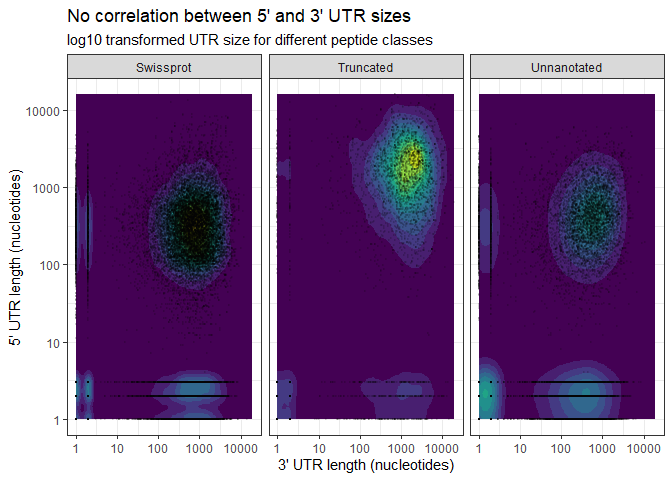 No correlation between 5' and 3' UTR sizes
log10 transformed UTR size for different peptide classes
Swissprot Truncated Unnanotated
10000
1000
100
10
1
5' UTR length (nucleotides)
1 10 100 1000 10000 1 10 100 1000 10000 1 10 100 1000 10000
3' UTR length (nucleotides)